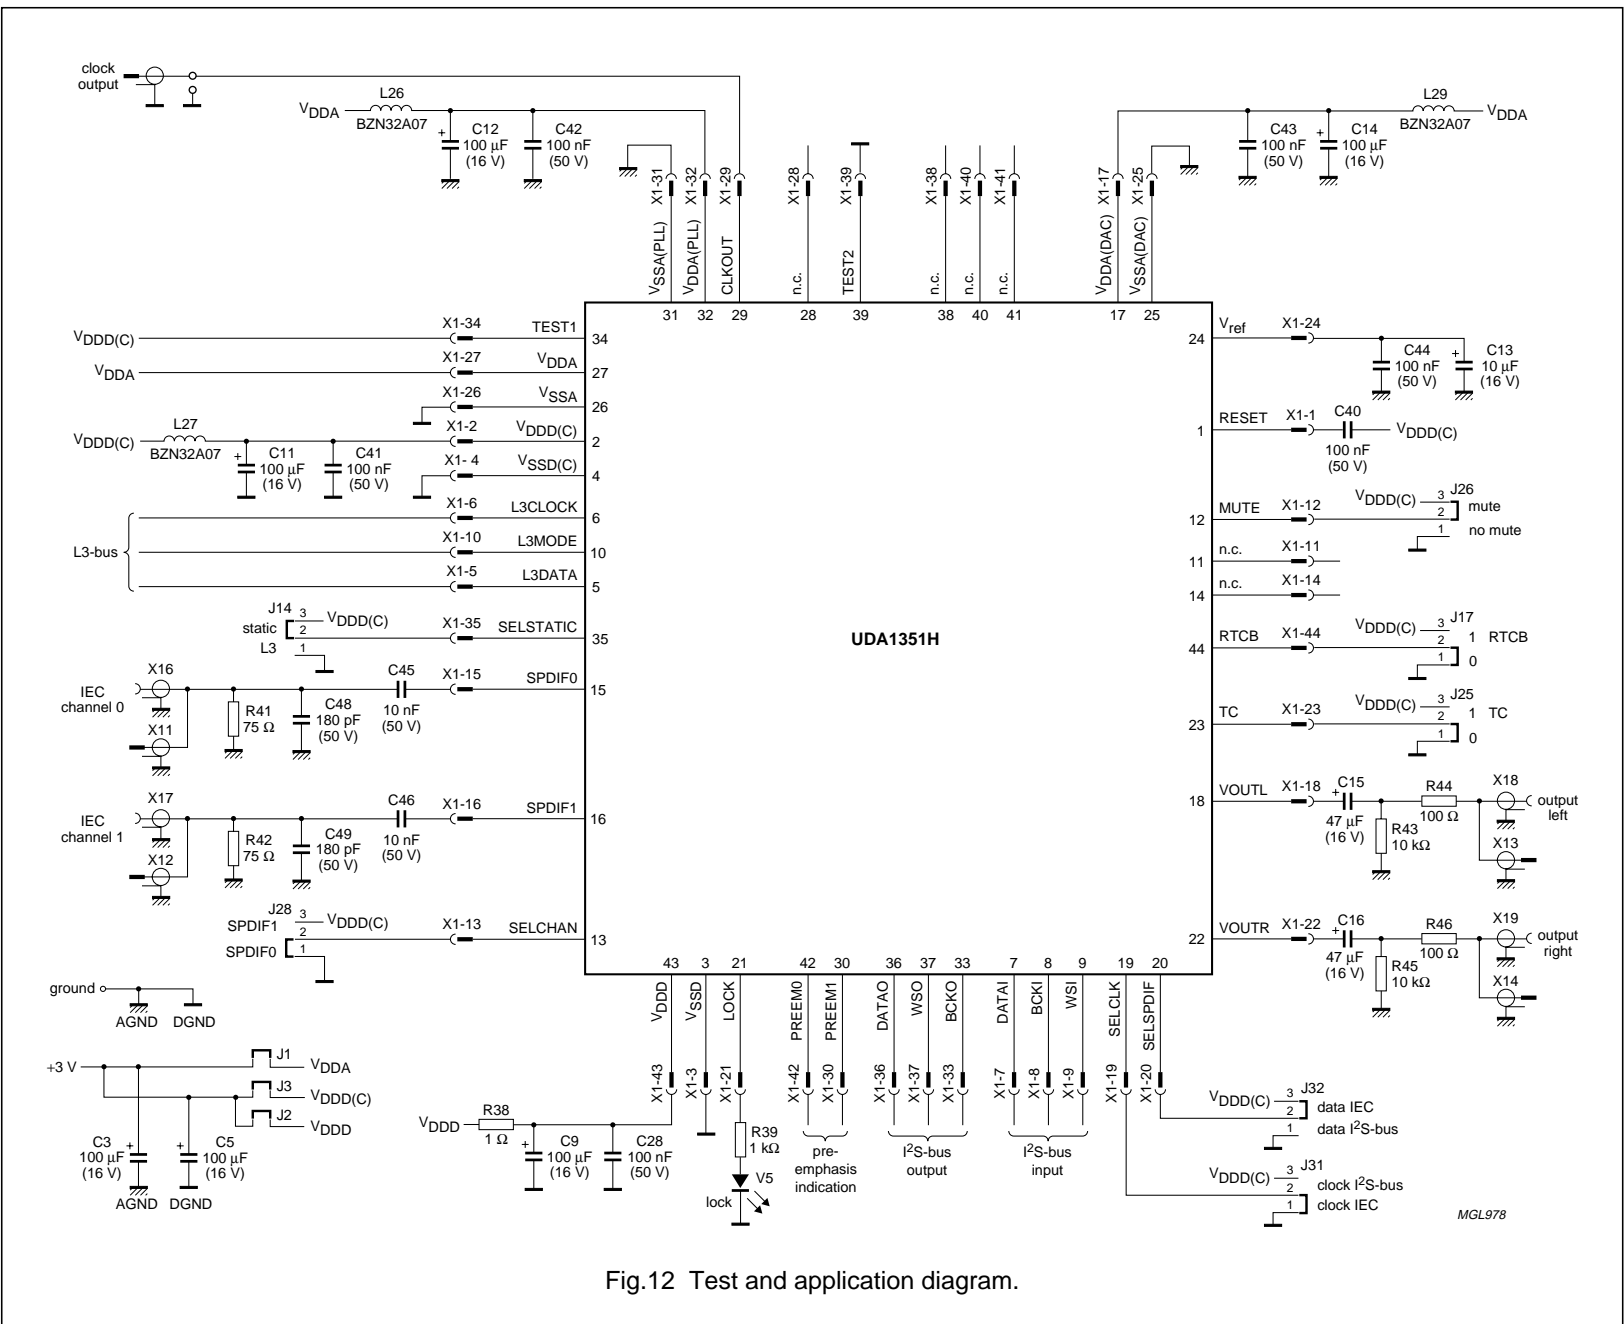 clock
output
L26
VDDA
BZN32A07
C12
100 µF
(16 V)
C42
100 nF
(50 V)
L29
VDDA
BZN32A07
C43
100 nF
(50 V)
C14
100 µF
(16 V)
X1-31
X1-32
X1-29
X1-28
X1-39
X1-38
X1-40
X1-41
X1-17
X1-25
VSSA(PLL)
VDDA(PLL)
CLKOUT
n.c.
TEST2
n.c.
n.c.
n.c.
VDDA(DAC)
VSSA(DAC)
31
32
29
28
39
38
40
41
17
25
VDDD(C)
X1-34
TEST1
34
VDDA
X1-27
VDDA
27
X1-26
VSSA
26
VDDD(C)
L27
BZN32A07
X1-2
VDDD(C)
2
C11
100 µF
(16 V)
C41
100 nF
(50 V)
X1- 4
VSSD(C)
4
L3-bus
X1-6
L3CLOCK
6
X1-10
L3MODE
10
X1-5
L3DATA
5
J14
static
L3
3
2
1
VDDD(C)
X1-35
SELSTATIC
35
IEC
channel 0
X16
X11
R41
75 Ω
C48
180 pF
(50 V)
C45
10 nF
(50 V)
X1-15
SPDIF0
15
IEC
channel 1
X17
X12
R42
75 Ω
C49
180 pF
(50 V)
C46
10 nF
(50 V)
X1-16
SPDIF1
16
J28
SPDIF1
SPDIF0
3
2
1
VDDD(C)
X1-13
SELCHAN
13
UDA1351H
24
Vref
X1-24
C44
100 nF
(50 V)
C13
10 µF
(16 V)
1
RESET
X1-1
C40
100 nF
(50 V)
VDDD(C)
12
MUTE
X1-12
VDDD(C)
3
2
1
J26
mute
no mute
11
n.c.
X1-11
14
n.c.
X1-14
44
RTCB
X1-44
VDDD(C)
3
2
1
J17
1 RTCB
0
23
TC
X1-23
VDDD(C)
3
2
1
J25
1 TC
0
18
VOUTL
X1-18
C15
47 µF
(16 V)
R43
10 kΩ
R44
100 Ω
X18
output
left
X13
22
VOUTR
X1-22
C16
47 µF
(16 V)
R45
10 kΩ
R46
100 Ω
X19
output
right
X14
43
3
21
42
30
36
37
33
7
8
9
19
20
VDDD
VSSD
LOCK
PREEM0
PREEM1
DATAO
WSO
BCKO
DATAI
BCKI
WSI
SELCLK
SELSPDIF
X1-43
X1-3
X1-21
X1-42
X1-30
X1-36
X1-37
X1-33
X1-7
X1-8
X1-9
X1-19
X1-20
ground
AGND
DGND
+3 V
J1
VDDA
J3
VDDD(C)
J2
VDDD
C3
100 µF
(16 V)
C5
100 µF
(16 V)
AGND
DGND
VDDD
R38
1 Ω
C9
100 µF
(16 V)
C28
100 nF
(50 V)
R39
1 kΩ
V5
lock
pre-
emphasis
indication
I2S-bus
output
I2S-bus
input
VDDD(C)
3
2
1
J32
data IEC
data I2S-bus
VDDD(C)
3
2
1
J31
clock I2S-bus
clock IEC
MGL978
Fig.12 Test and application diagram.